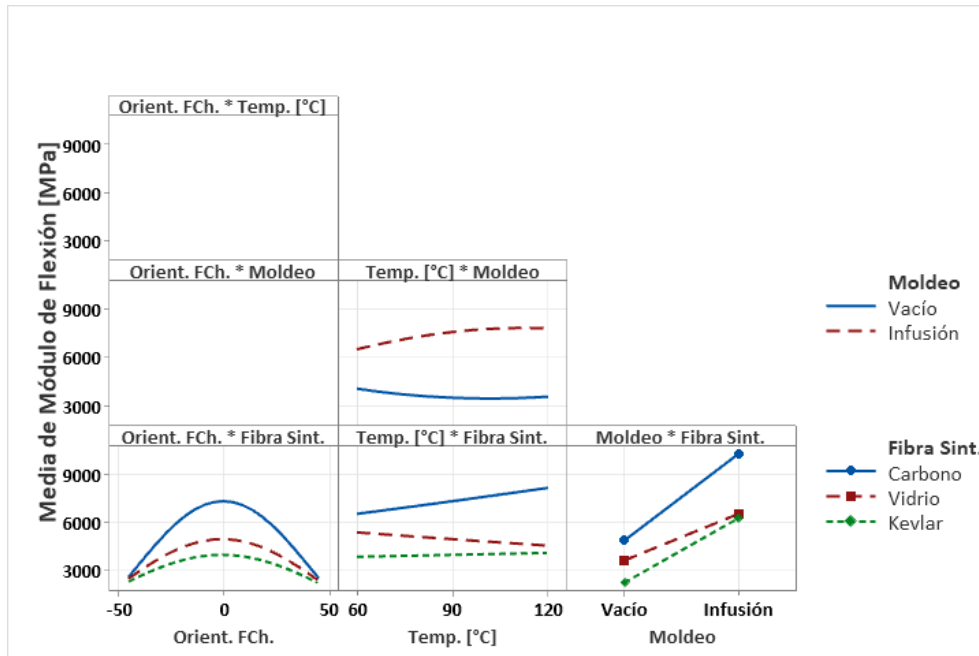 Media de Módulo de Flexión [MPa]
Orient. FCh. * Temp. [°C]
9000
6000
3000
Orient. FCh. * Moldeo
Temp. [°C] * Moldeo
9000
6000
3000
Moldeo
Vacío
Infusión
Orient. FCh. * Fibra Sint.
Temp. [°C] * Fibra Sint.
Moldeo * Fibra Sint.
9000
6000
3000
Fibra Sint.
Carbono
Vidrio
Kevlar
-50 0 50
60 90 120
Vacío Infusión
Orient. FCh.
Temp. [°C]
Moldeo